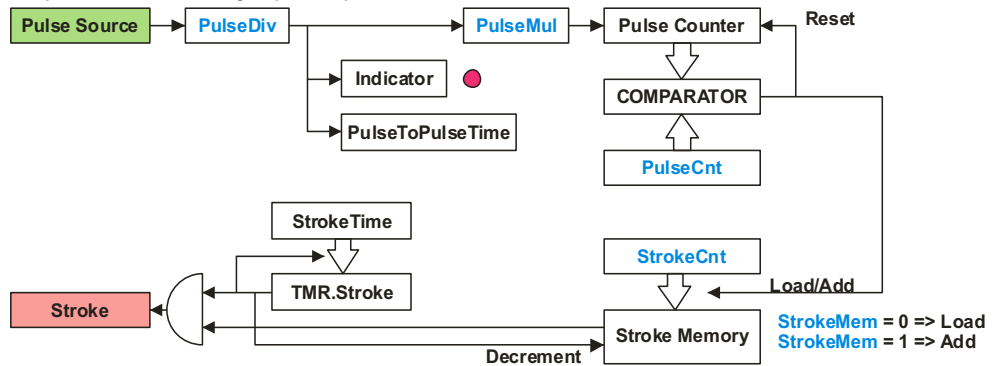 Pulse Source
PulseDiv
PulseMul
Pulse Counter
Reset
Indicator
COMPARATOR
PulseToPulseTime
PulseCnt
StrokeTime
StrokeCnt
TMR.Stroke
Load/Add
Stroke
Stroke Memory
StrokeMem = 0 => Load
StrokeMem = 1 => Add
Decrement